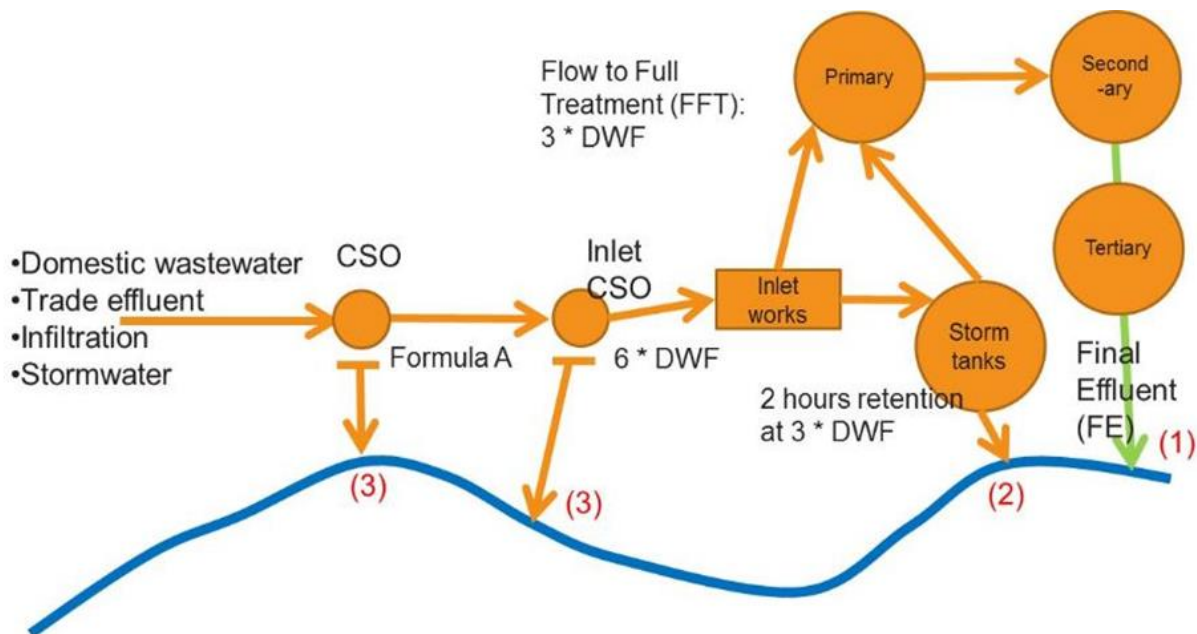 Flow to Full
Treatment (FFT):
3 * DWF
Primary
Second
-ary
Tertiary
•Domestic wastewater
•Trade effluent
•Infiltration
•Stormwater
CSO
Formula A
Inlet
CSO
6 * DWF
Inlet
works
Storm
tanks
2 hours retention
at 3 * DWF
Final
Effluent
(FE)
(1)
(2)
(3)
(3)